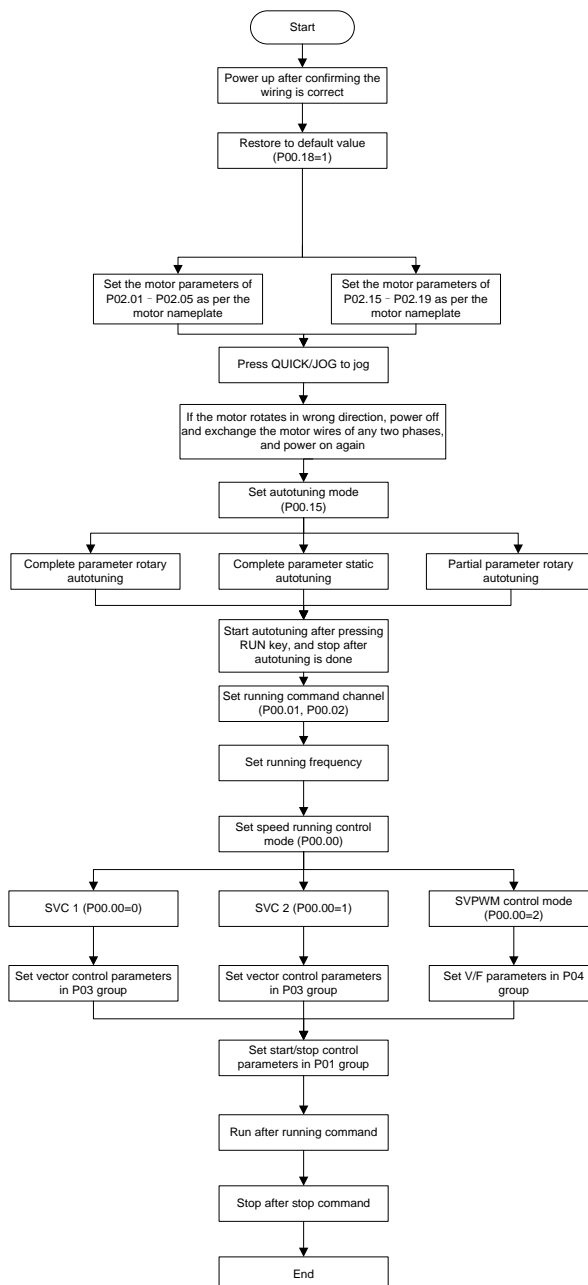 Start
Power up after confirming the
wiring is correct
Restore to default value
(P00.18=1)
Set the motor parameters of
P02.01﹣P02.05 as per the
motor nameplate
Set the motor parameters of
P02.15﹣P02.19 as per the
motor nameplate
Press QUICK/JOG to jog
If the motor rotates in wrong direction, power off
and exchange the motor wires of any two phases,
and power on again
Set autotuning mode
(P00.15)
Complete parameter rotary
autotuning
Complete parameter static
autotuning
Partial parameter rotary
autotuning
Start autotuning after pressing
RUN key, and stop after
autotuning is done
Set running command channel
(P00.01, P00.02)
Set running frequency
Set speed running control
mode (P00.00)
SVC 1 (P00.00=0)
SVC 2 (P00.00=1)
SVPWM control mode
(P00.00=2)
Set vector control parameters
in P03 group
Set vector control parameters
in P03 group
Set V/F parameters in P04
group
Set start/stop control
parameters in P01 group
Run after running command
Stop after stop command
End